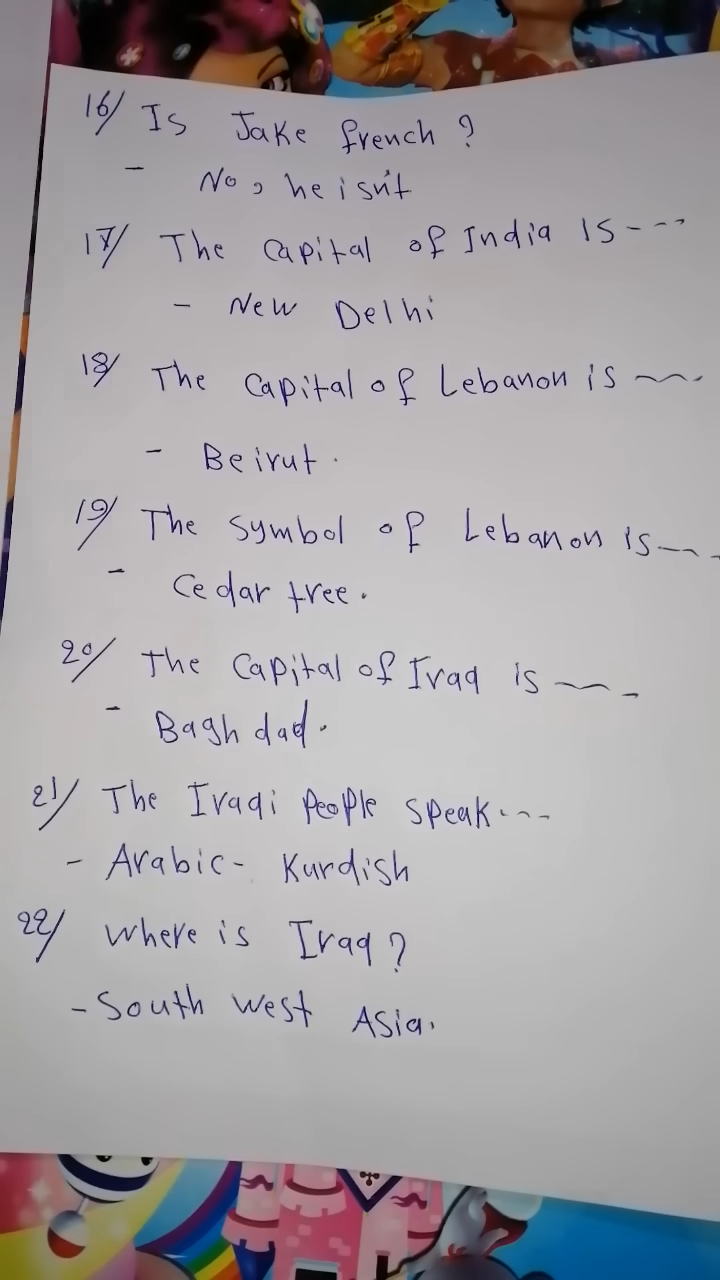 16/ Is Jake french ?
- No, he isn't
17/ The capital of India is ---
- New Delhi
18/ The capital of Lebanon is ---
- Beirut.
19/ The symbol of Lebanon is ---
- Cedar tree.
20/ The capital of Iraq is ---
- Baghdad.
21/ The Iraqi People speak ---
- Arabic - Kurdish
22/ where is Iraq?
- South west Asia.